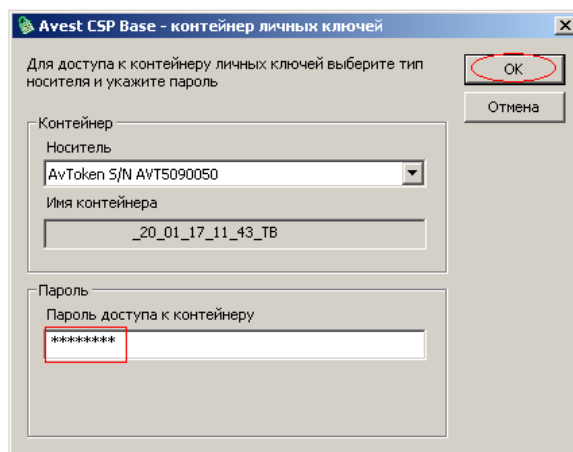 Avest CSP Base - контейнер личных ключей
Для доступа к контейнеру личных ключей выберите тип
носителя и укажите пароль
OK
Отмена
Контейнер
Носитель
AvToken S/N AVT5090050
Имя контейнера
_20_01_17_11_43_TB
Пароль
Пароль доступа к контейнеру
********